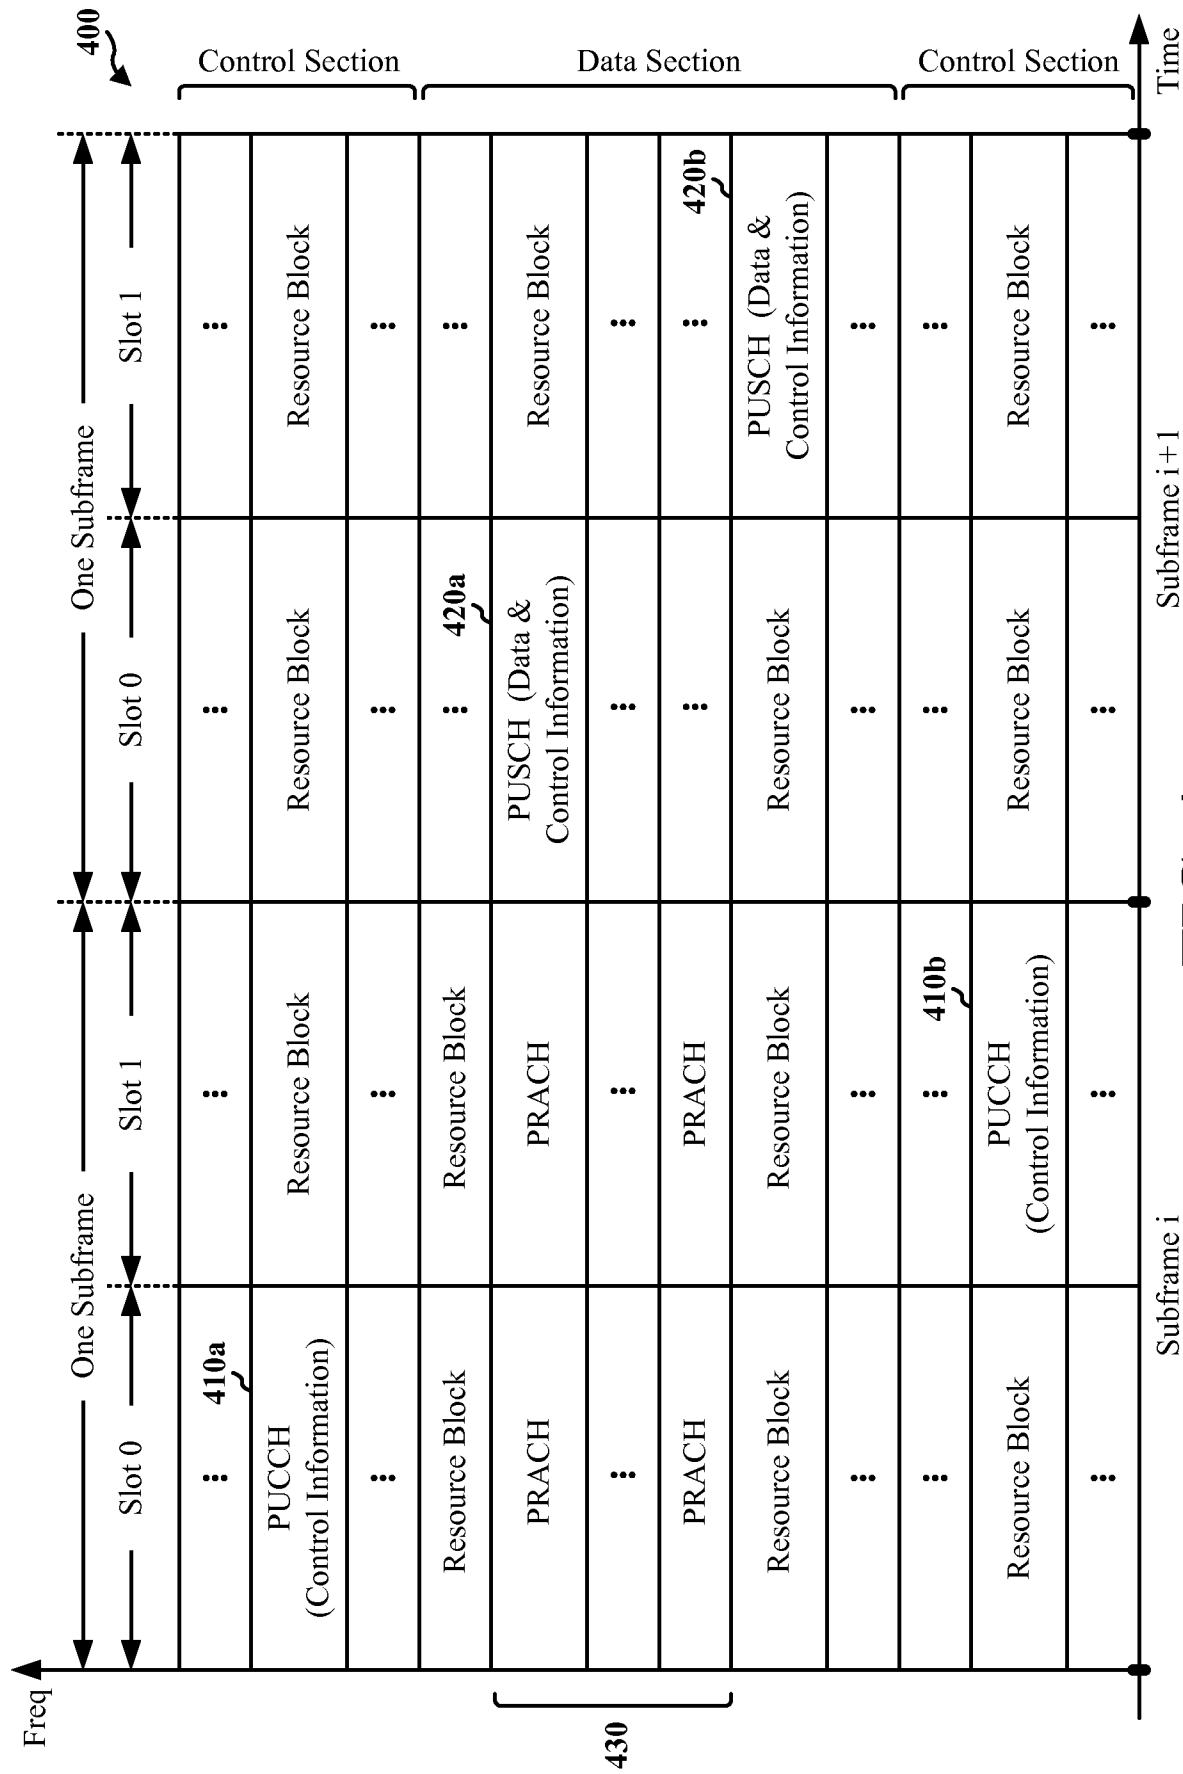 400
Freq
One Subframe
One Subframe
Slot 0
Slot 1
Slot 0
Slot 1
...
...
...
...
Control Section
410a
PUCCH
(Control Information)
Resource Block
Resource Block
Resource Block
...
...
...
...
Resource Block
Resource Block
...
...
Data Section
420a
PRACH
PRACH
PUSCH (Data &
Control Information)
Resource Block
430
...
...
...
...
PRACH
PRACH
...
...
420b
Resource Block
Resource Block
Resource Block
PUSCH (Data &
Control Information)
...
...
...
...
...
...
...
...
Control Section
410b
Resource Block
PUCCH
(Control Information)
Resource Block
Resource Block
...
...
...
...
Subframe i
Subframe i+1
Time